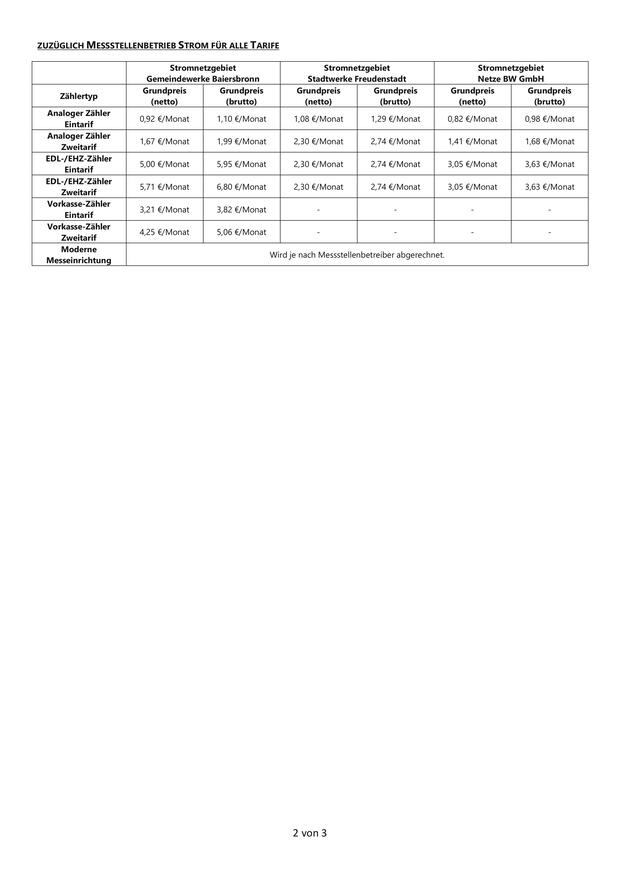 ZUZÜGLICH MESSSTELLENBETRIEB STROM FÜR ALLE TARIFE
Stromnetzgebiet Gemeindewerke Baiersbronn Stromnetzgebiet Stadtwerke Freudenstadt Stromnetzgebiet Netze BW GmbH
Zählertyp Grundpreis (netto) Grundpreis (brutto) Grundpreis (netto) Grundpreis (brutto) Grundpreis (netto) Grundpreis (brutto)
Analoger Zähler Eintarif 0,92 €/Monat 1,10 €/Monat 1,08 €/Monat 1,29 €/Monat 0,82 €/Monat 0,98 €/Monat
Analoger Zähler Zweitarif 1,67 €/Monat 1,99 €/Monat 2,30 €/Monat 2,74 €/Monat 1,41 €/Monat 1,68 €/Monat
EDL-/EHZ-Zähler Eintarif 5,00 €/Monat 5,95 €/Monat 2,30 €/Monat 2,74 €/Monat 3,05 €/Monat 3,63 €/Monat
EDL-/EHZ-Zähler Zweitarif 5,71 €/Monat 6,80 €/Monat 2,30 €/Monat 2,74 €/Monat 3,05 €/Monat 3,63 €/Monat
Vorkasse-Zähler Eintarif 3,21 €/Monat 3,82 €/Monat - - - -
Vorkasse-Zähler Zweitarif 4,25 €/Monat 5,06 €/Monat - - - -
Moderne Messeinrichtung Wird je nach Messstellenbetreiber abgerechnet.
2 von 3